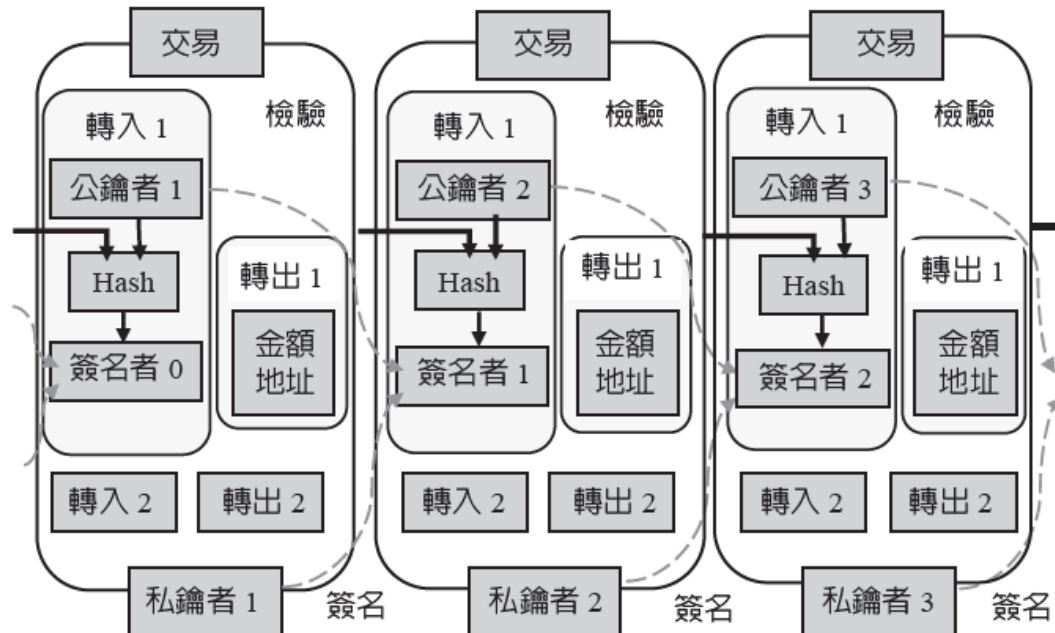 交易
檢驗
轉入 1
公鑰者 1
Hash
簽名者 0
轉出 1
金額
地址
轉入 2
轉出 2
私鑰者 1
簽名
交易
檢驗
轉入 1
公鑰者 2
Hash
簽名者 1
轉出 1
金額
地址
轉入 2
轉出 2
私鑰者 2
簽名
交易
檢驗
轉入 1
公鑰者 3
Hash
簽名者 2
轉出 1
金額
地址
轉入 2
轉出 2
私鑰者 3
簽名